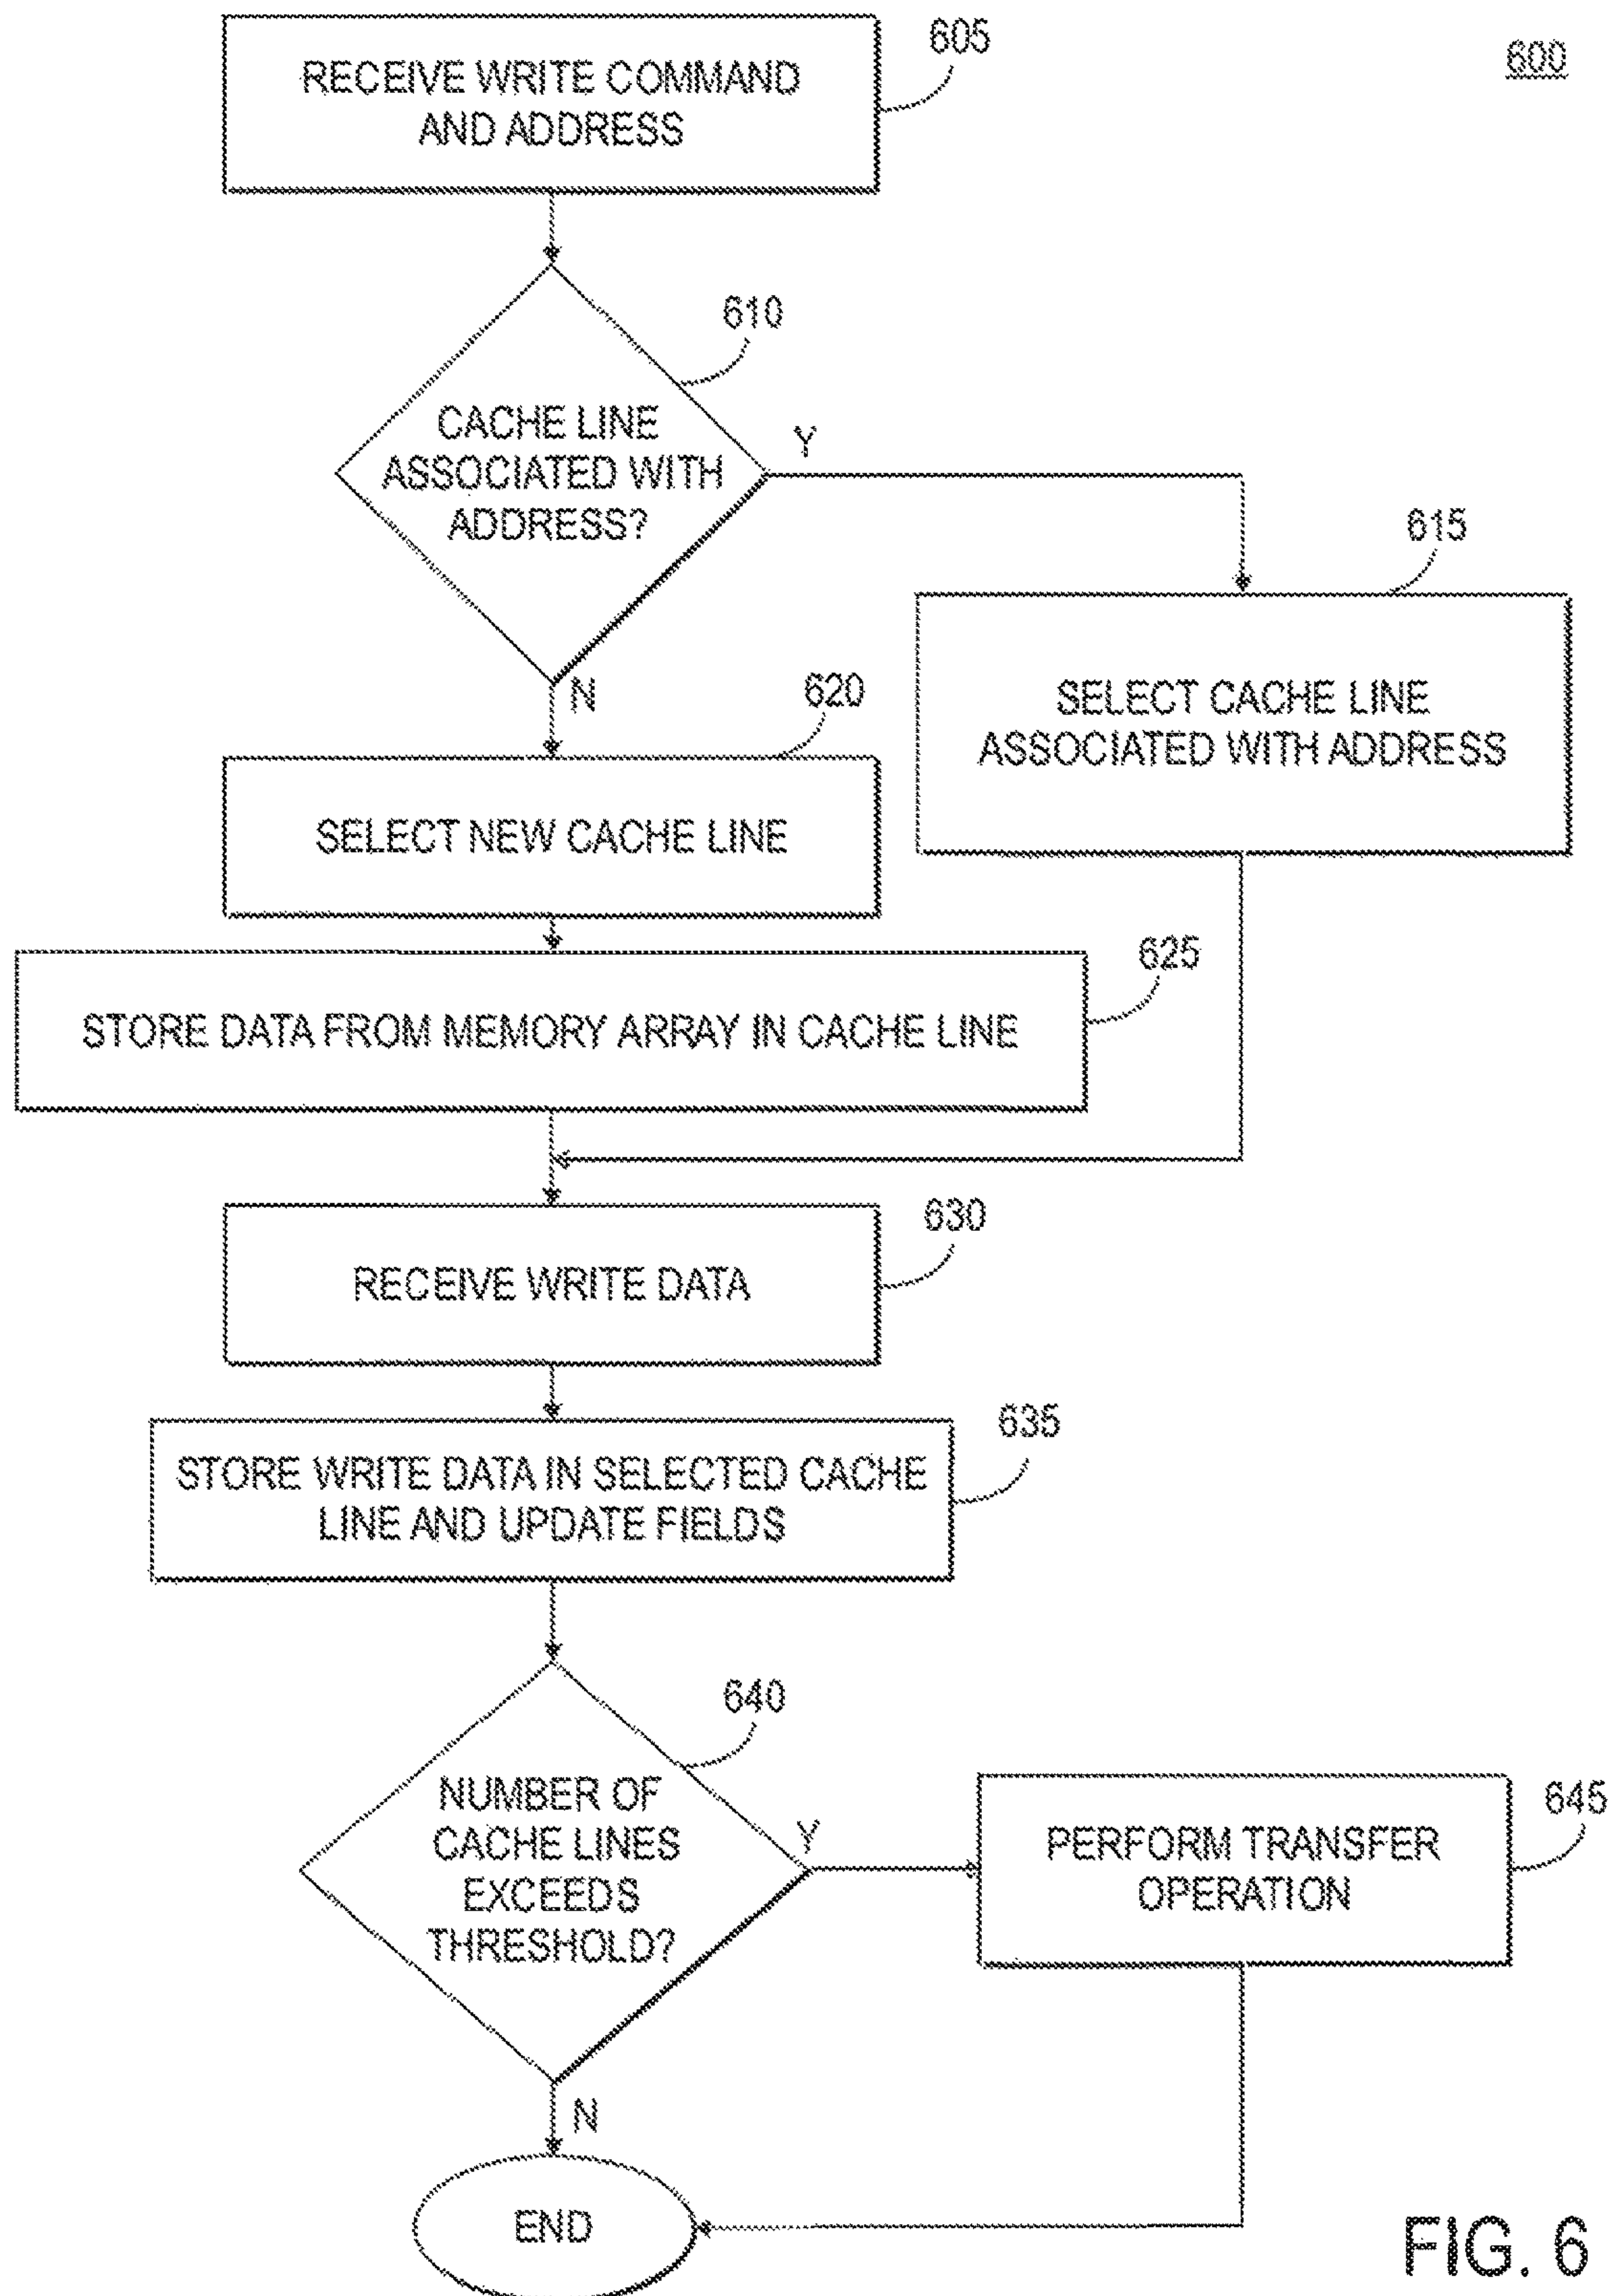 600
605
RECEIVE WRITE COMMAND
AND ADDRESS
610
CACHE LINE
ASSOCIATED WITH
ADDRESS?
Y
N
615
SELECT CACHE LINE
ASSOCIATED WITH ADDRESS
620
SELECT NEW CACHE LINE
625
STORE DATA FROM MEMORY ARRAY IN CACHE LINE
630
RECEIVE WRITE DATA
635
STORE WRITE DATA IN SELECTED CACHE
LINE AND UPDATE FIELDS
640
NUMBER OF
CACHE LINES
EXCEEDS
THRESHOLD?
Y
N
645
PERFORM TRANSFER
OPERATION
END
FIG. 6